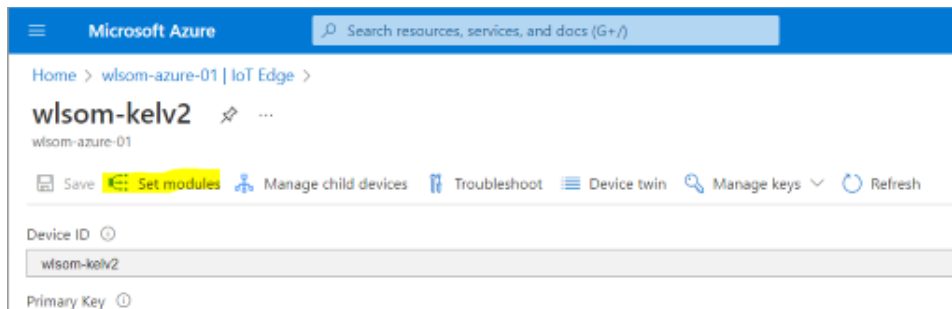 Microsoft Azure
Search resources, services, and docs (G+/)
Home > wlsom-azure-01 | IoT Edge >
wlsom-kelv2 ...
wlsom-azure-01
Save Set modules Manage child devices Troubleshoot Device twin Manage keys Refresh
Device ID
wlsom-kelv2
Primary Key